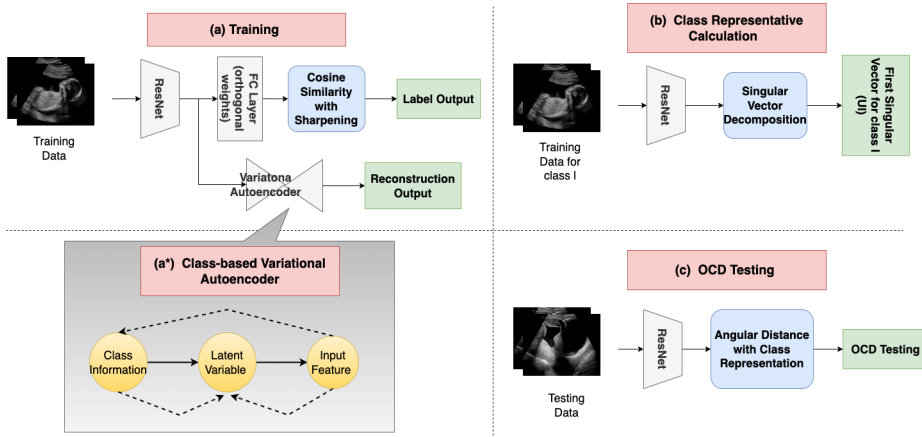 (a) Training
ResNet
FC Layer
(orthogonal
weights)
Cosine
Similarity
with
Sharpening
Label Output
Training
Data
Variationa
Autoencoder
Reconstruction
Output
(a*) Class-based Variational
Autoencoder
Class
Information
Latent
Variable
Input
Feature
(b) Class Representative
Calculation
ResNet
Singular
Vector
Decomposition
First Singular
Vector for class I
(Ul)
Training
Data for
class I
(c) OCD Testing
ResNet
Angular Distance
with Class
Representation
OCD Testing
Testing
Data